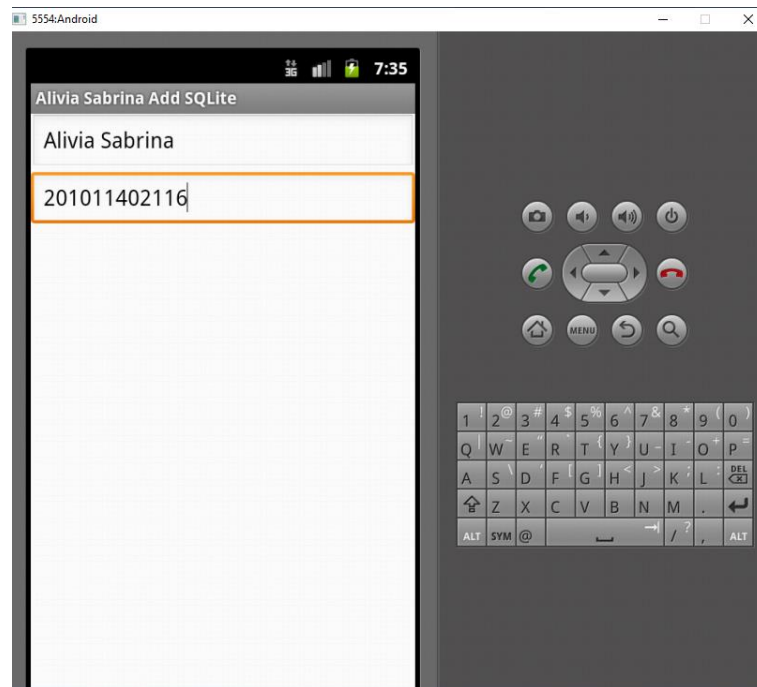 5554:Android
3G 7:35
Alivia Sabrina Add SQLite
Alivia Sabrina
201011402116
MENU
1 ! 2 @ 3 # 4 $ 5 % 6 ^ 7 & 8 * 9 ( 0 )
Q | W ~ E " R ` T { Y } U - I - O + P =
A S \ D ' F [ G ] H < J > K ; L : DEL
Z X C V B N M .
ALT SYM @ / ? , ALT